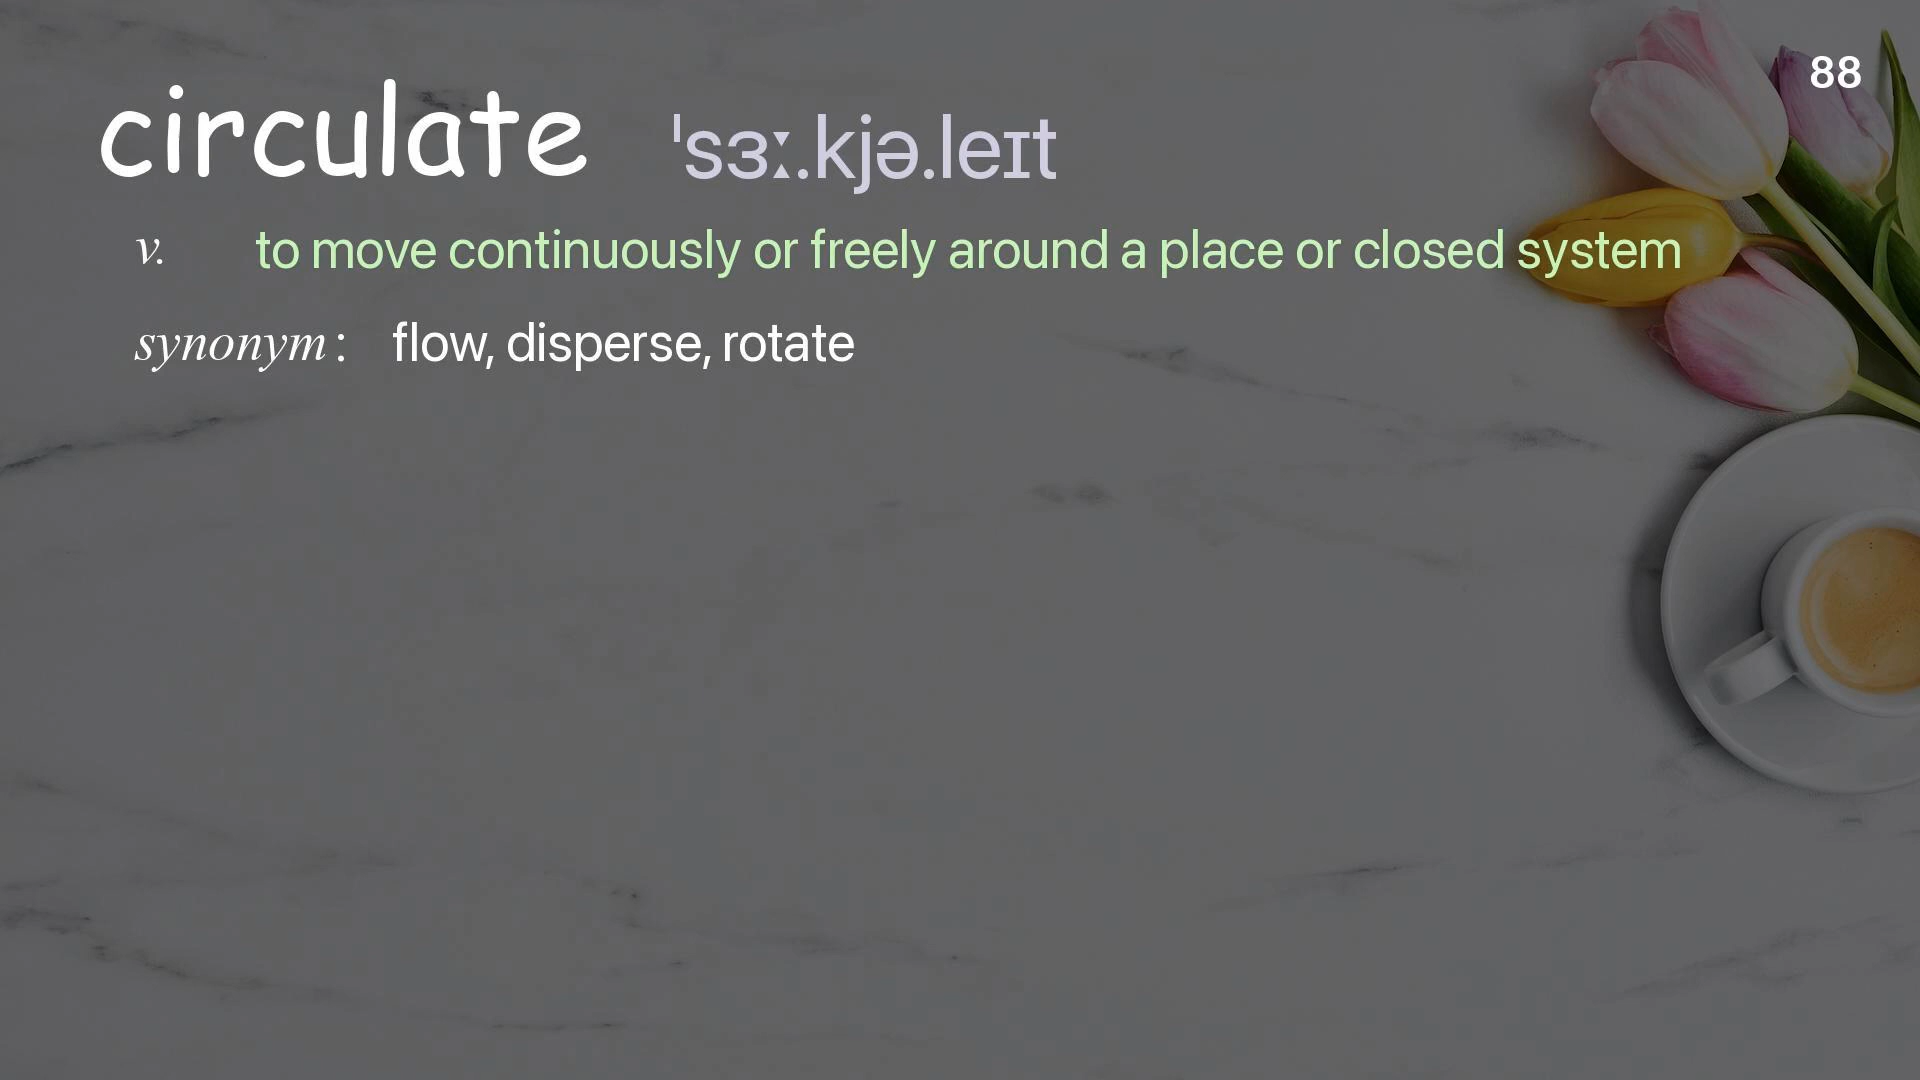 88
circulate ˈsɜː.kjə.leɪt
v. to move continuously or freely around a place or closed system
synonym : flow, disperse, rotate